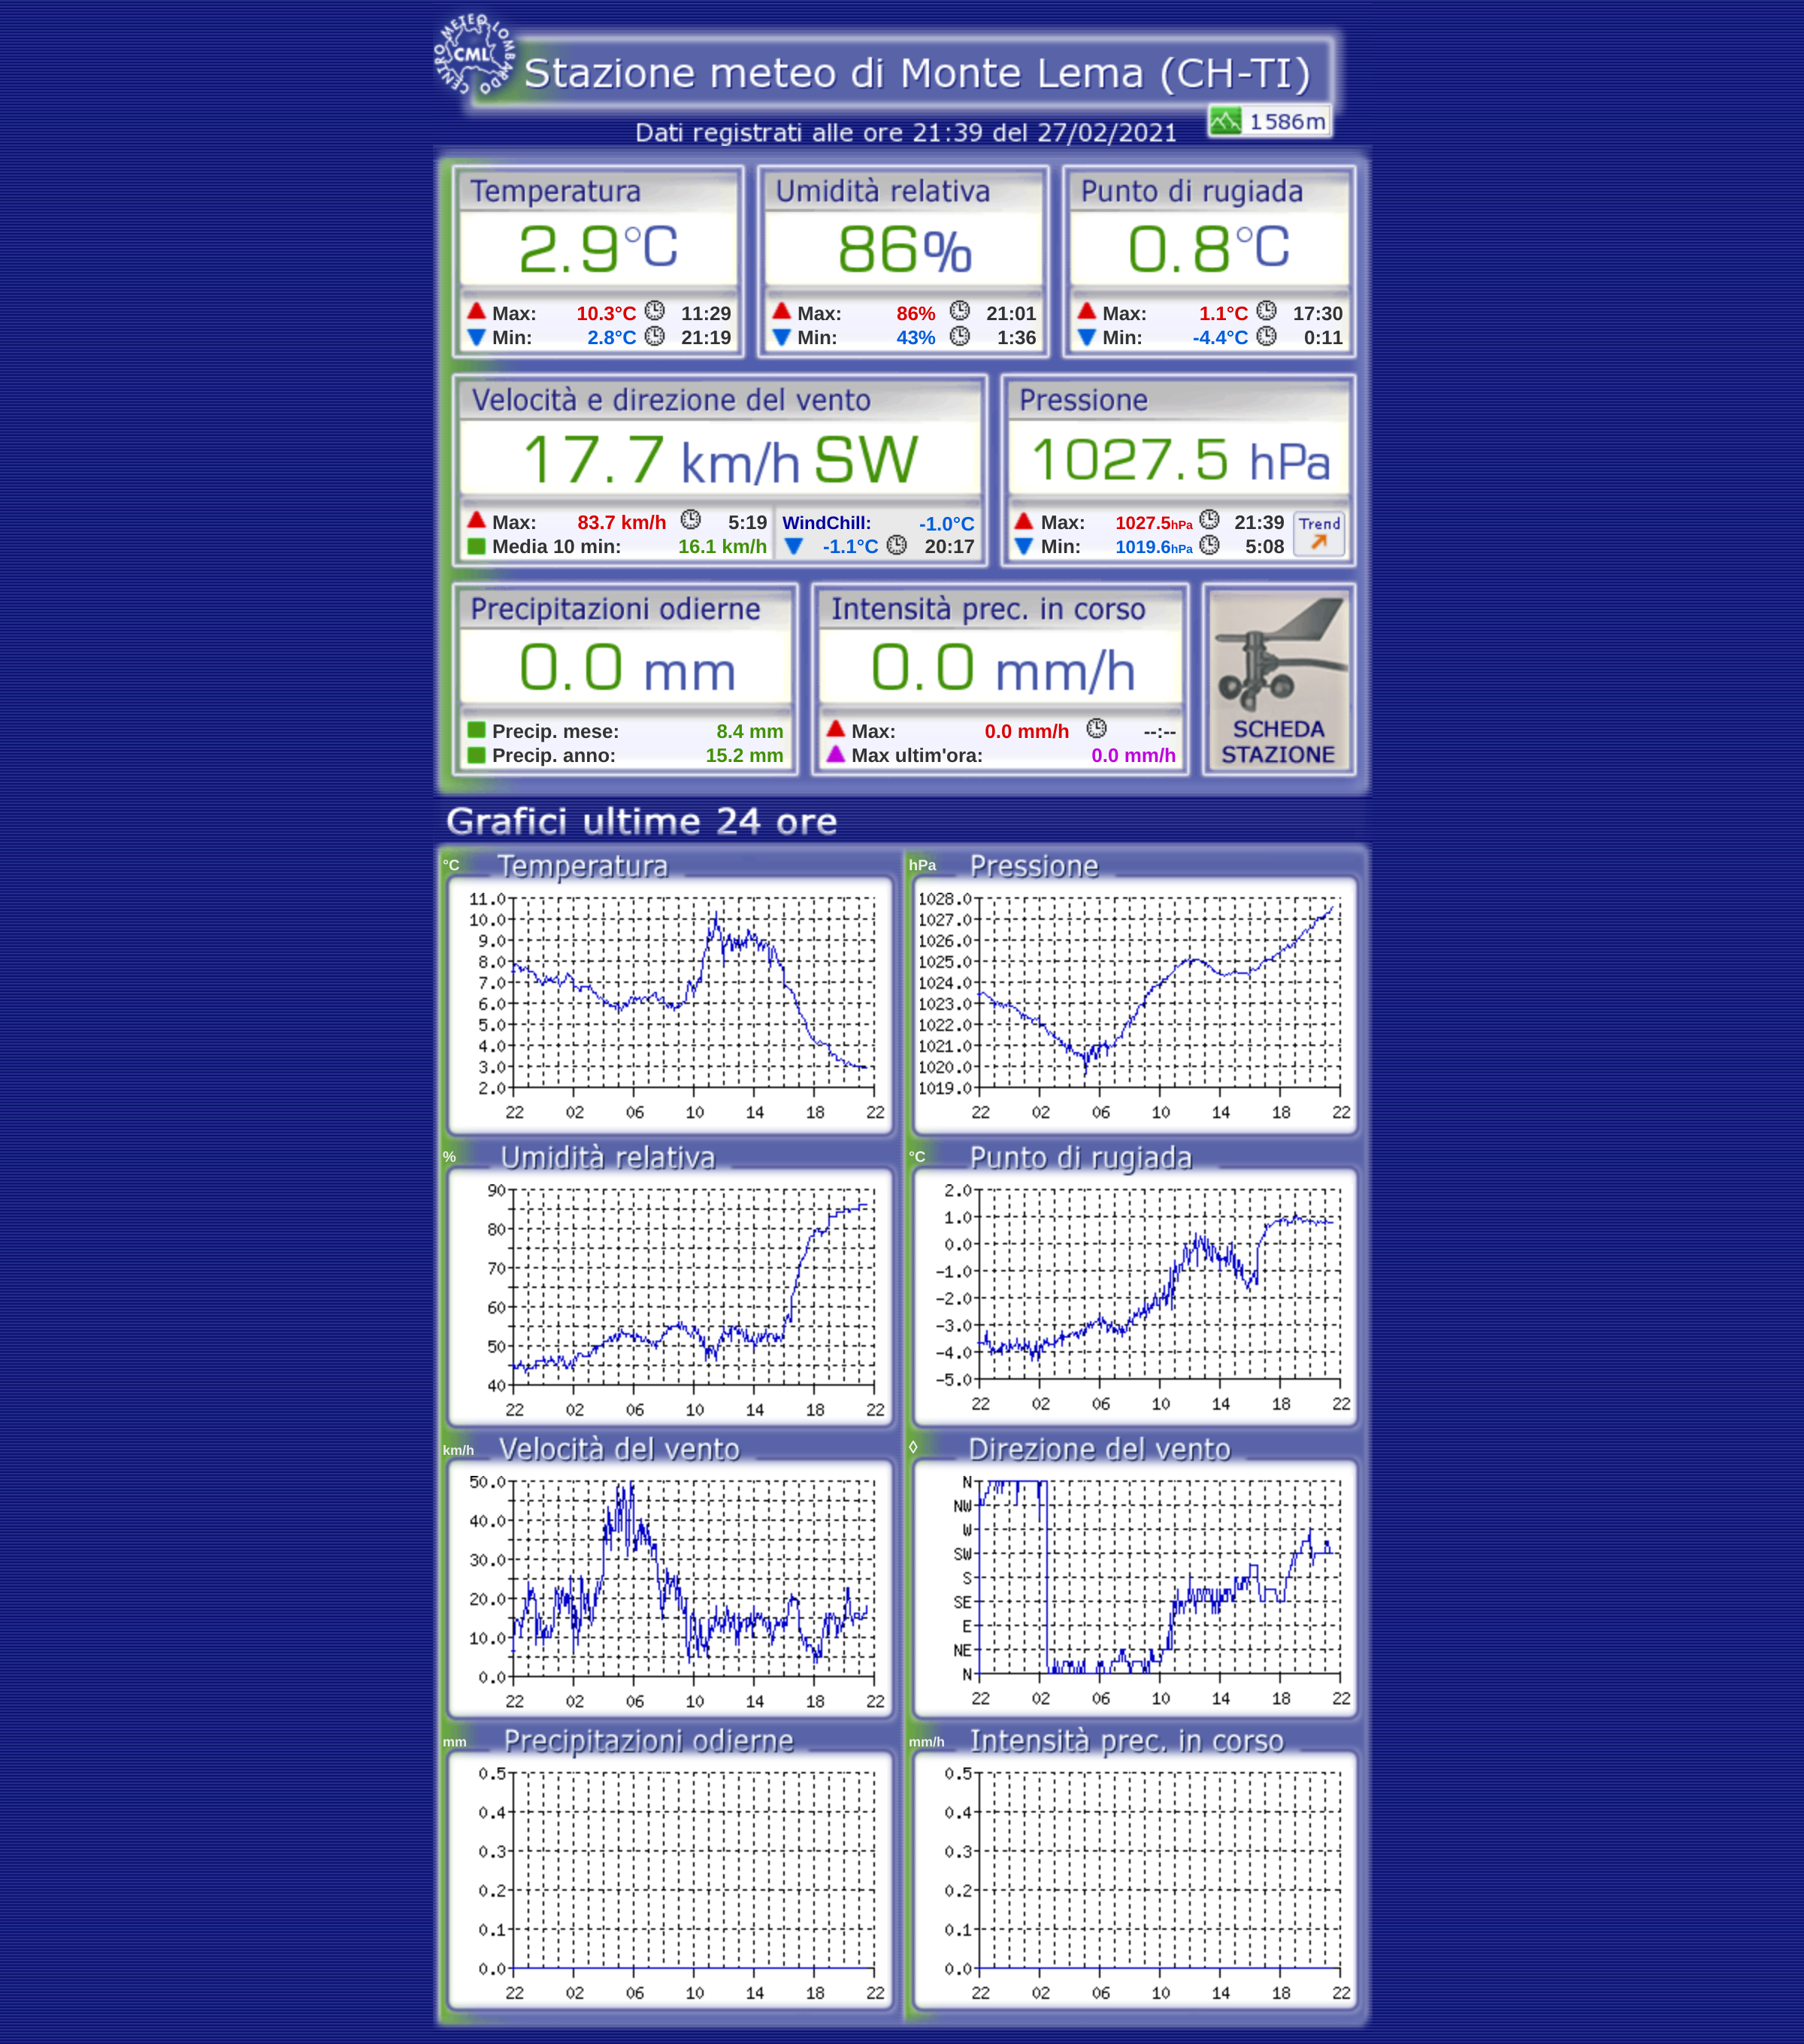 CENTRO METEO LOMBARDO
CML
Stazione meteo di Monte Lema (CH-TI)
1586m
Dati registrati alle ore 21:39 del 27/02/2021
Temperatura
2.9°C
Max: 10.3°C 11:29
Min: 2.8°C 21:19
Umidità relativa
86%
Max: 86% 21:01
Min: 43% 1:36
Punto di rugiada
0.8°C
Max: 1.1°C 17:30
Min: -4.4°C 0:11
Velocità e direzione del vento
17.7 km/h SW
Max: 83.7 km/h 5:19
Media 10 min: 16.1 km/h
WindChill: -1.0°C
-1.1°C 20:17
Pressione
1027.5 hPa
Max: 1027.5hPa 21:39
Min: 1019.6hPa 5:08
Trend
Precipitazioni odierne
0.0 mm
Precip. mese: 8.4 mm
Precip. anno: 15.2 mm
Intensità prec. in corso
0.0 mm/h
Max: 0.0 mm/h --:--
Max ultim'ora: 0.0 mm/h
SCHEDA
STAZIONE
Grafici ultime 24 ore
°C Temperatura
11.0
10.0
9.0
8.0
7.0
6.0
5.0
4.0
3.0
2.0
22 02 06 10 14 18 22
hPa Pressione
1028.0
1027.0
1026.0
1025.0
1024.0
1023.0
1022.0
1021.0
1020.0
1019.0
22 02 06 10 14 18 22
% Umidità relativa
90
80
70
60
50
40
22 02 06 10 14 18 22
°C Punto di rugiada
2.0
1.0
0.0
-1.0
-2.0
-3.0
-4.0
-5.0
22 02 06 10 14 18 22
km/h Velocità del vento
50.0
40.0
30.0
20.0
10.0
0.0
22 02 06 10 14 18 22
◊ Direzione del vento
N
NW
W
SW
S
SE
E
NE
N
22 02 06 10 14 18 22
mm Precipitazioni odierne
0.5
0.4
0.3
0.2
0.1
0.0
22 02 06 10 14 18 22
mm/h Intensità prec. in corso
0.5
0.4
0.3
0.2
0.1
0.0
22 02 06 10 14 18 22